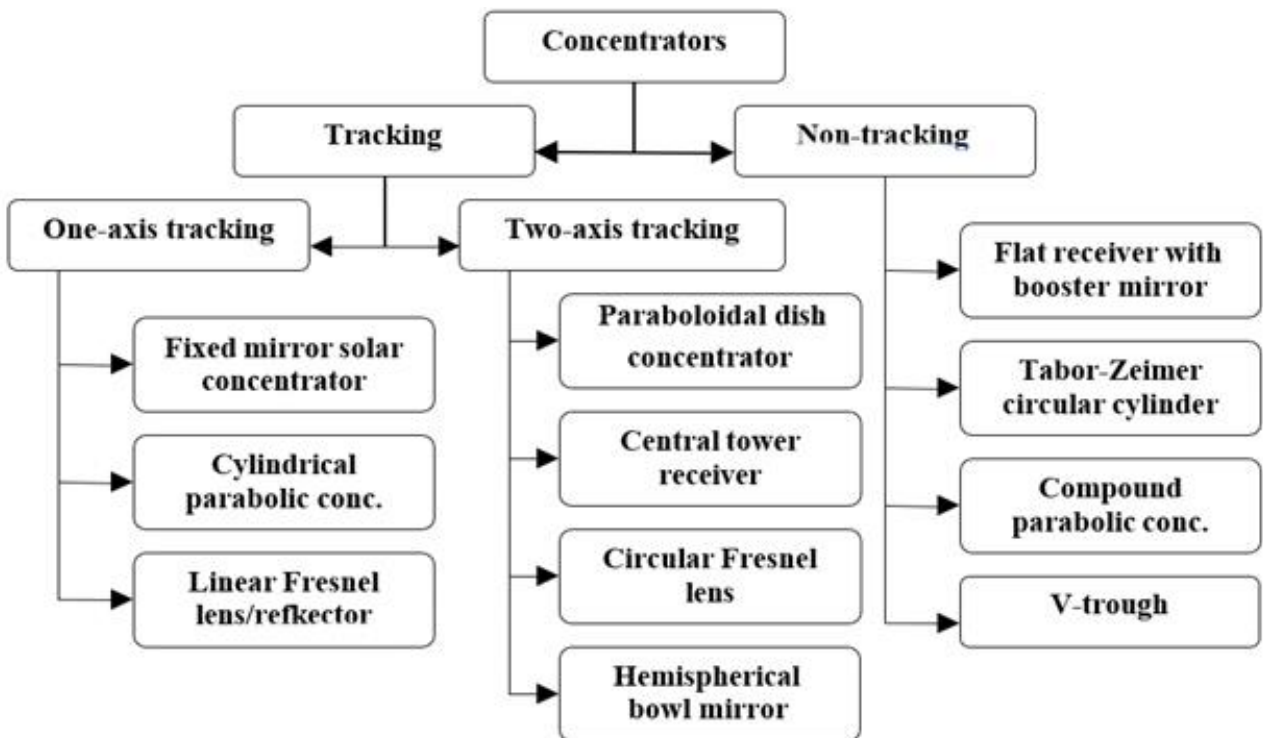 Concentrators
Tracking
Non-tracking
One-axis tracking
Two-axis tracking
Fixed mirror solar
concentrator
Cylindrical
parabolic conc.
Linear Fresnel
lens/refkector
Paraboloidal dish
concentrator
Central tower
receiver
Circular Fresnel
lens
Hemispherical
bowl mirror
Flat receiver with
booster mirror
Tabor-Zeimer
circular cylinder
Compound
parabolic conc.
V-trough